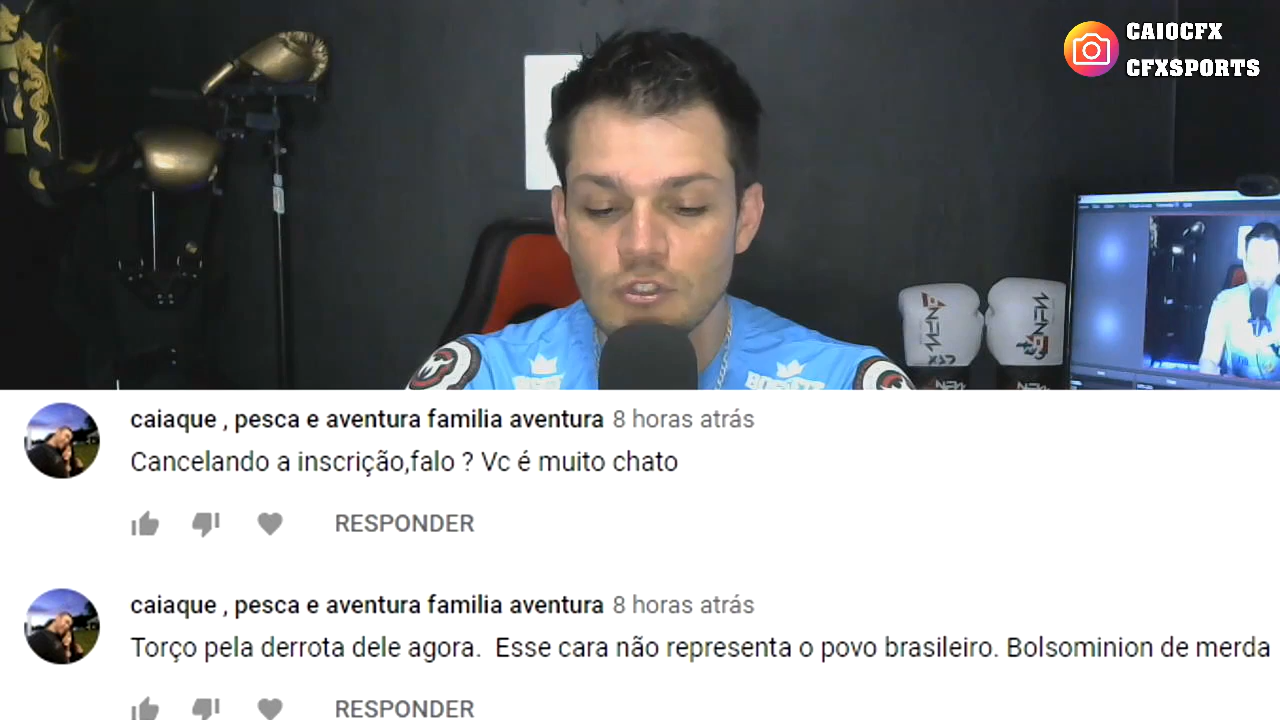 CAIOCFX
CFXSPORTS
caiaque , pesca e aventura familia aventura 8 horas atrás
Cancelando a inscrição,falo ? Vc é muito chato
RESPONDER
caiaque , pesca e aventura familia aventura 8 horas atrás
Torço pela derrota dele agora.  Esse cara não representa o povo brasileiro. Bolsominion de merda
RESPONDER